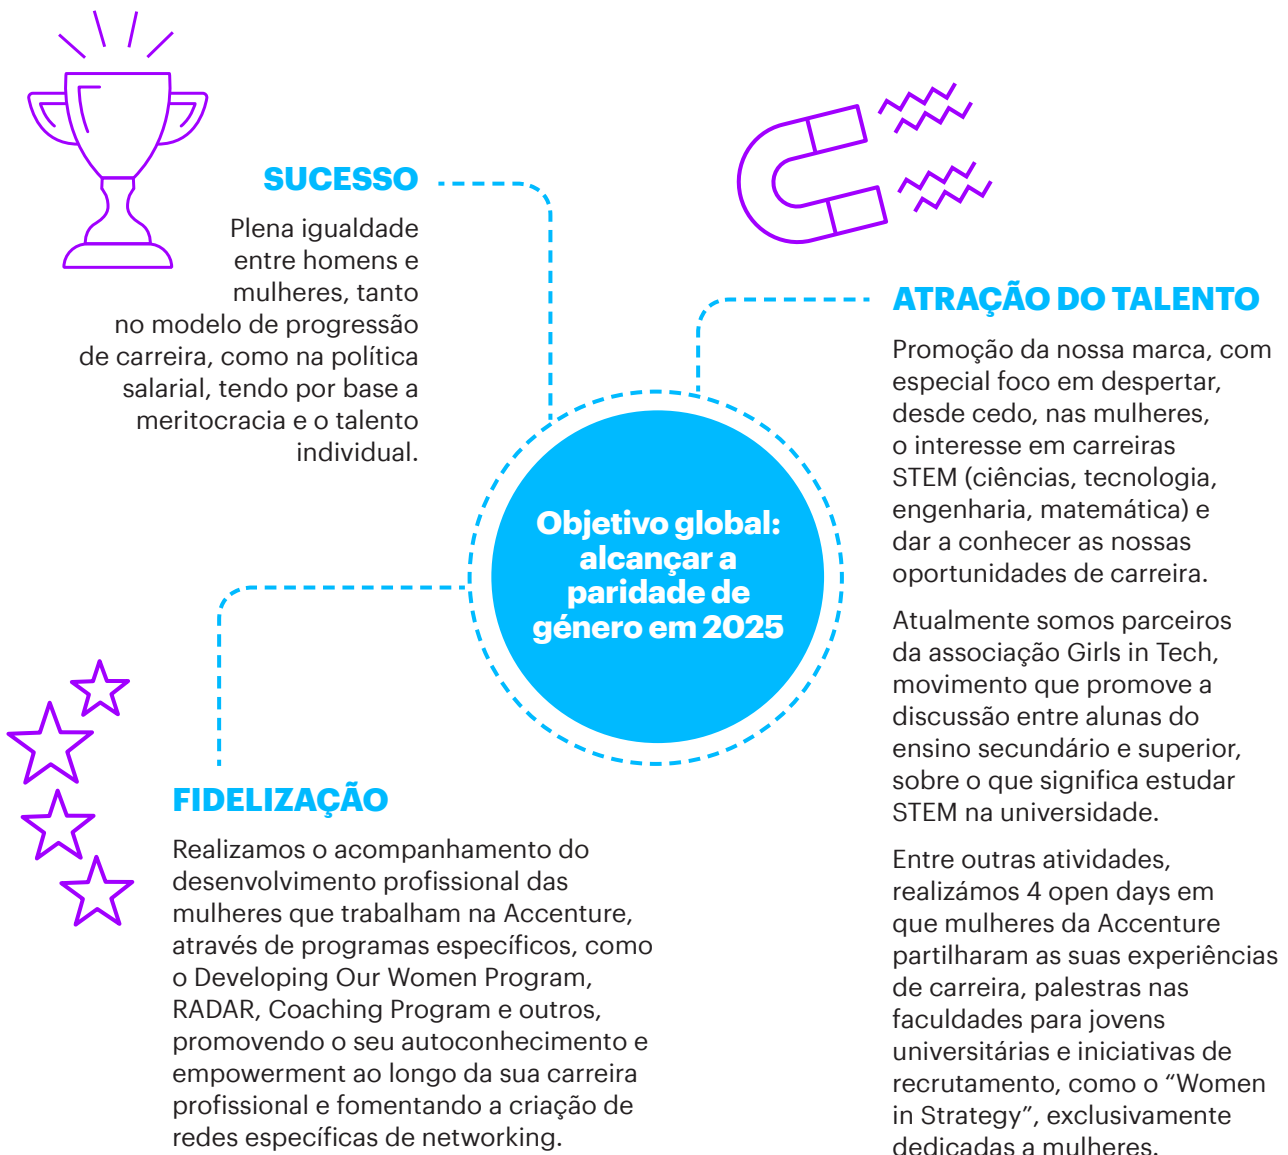 SUCESSO
Plena igualdade
entre homens e
mulheres, tanto
no modelo de progressão
de carreira, como na política
salarial, tendo por base a
meritocracia e o talento
individual.
ATRAÇÃO DO TALENTO
Promoção da nossa marca, com
especial foco em despertar,
desde cedo, nas mulheres,
o interesse em carreiras
STEM (ciências, tecnologia,
engenharia, matemática) e
dar a conhecer as nossas
oportunidades de carreira.
Atualmente somos parceiros
da associação Girls in Tech,
movimento que promove a
discussão entre alunas do
ensino secundário e superior,
sobre o que significa estudar
STEM na universidade.
Entre outras atividades,
realizámos 4 open days em
que mulheres da Accenture
partilharam as suas experiências
de carreira, palestras nas
faculdades para jovens
universitárias e iniciativas de
recrutamento, como o “Women
in Strategy”, exclusivamente
dedicadas a mulheres.
Objetivo global:
alcançar a
paridade de
género em 2025
FIDELIZAÇÃO
Realizamos o acompanhamento do
desenvolvimento profissional das
mulheres que trabalham na Accenture,
através de programas específicos, como
o Developing Our Women Program,
RADAR, Coaching Program e outros,
promovendo o seu autoconhecimento e
empowerment ao longo da sua carreira
profissional e fomentando a criação de
redes específicas de networking.